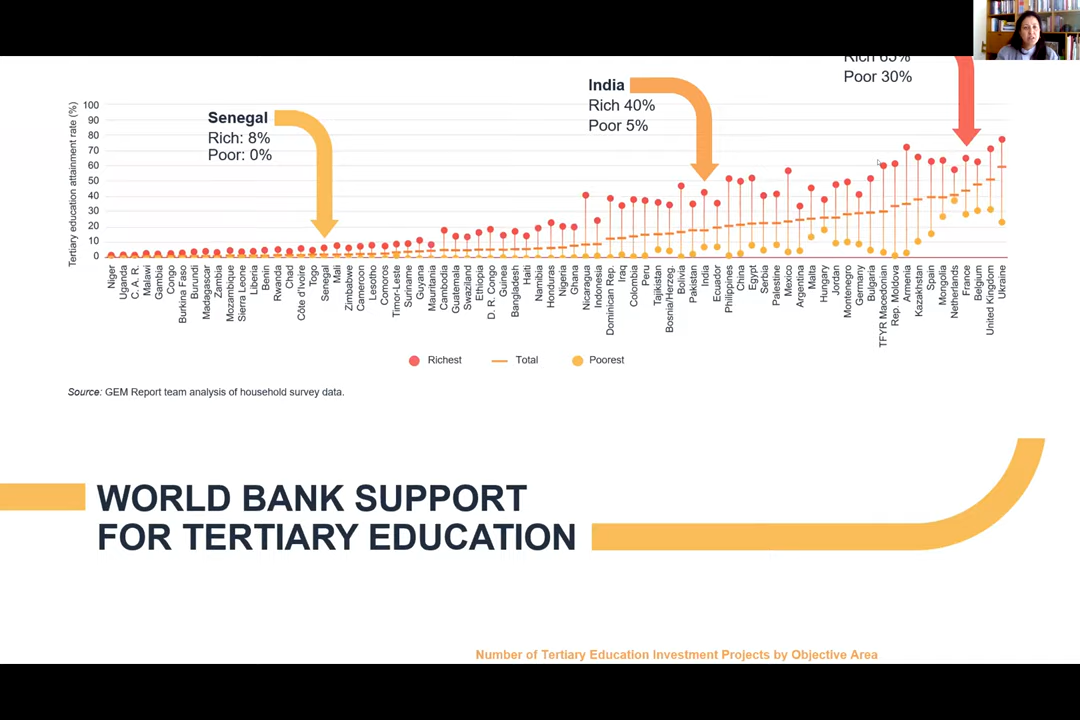 Rich 65%
Poor 30%
India
Rich 40%
Poor 5%
Senegal
Rich: 8%
Poor: 0%
Tertiary education attainment rate (%)
100
90
80
70
60
50
40
30
20
10
0
Niger
Uganda
C. A. R.
Malawi
Gambia
Congo
Burkina Faso
Burundi
Madagascar
Zambia
Mozambique
Sierra Leone
Liberia
Benin
Rwanda
Chad
Côte d'Ivoire
Togo
Senegal
Mali
Zimbabwe
Cameroon
Lesotho
Comoros
Timor-Leste
Suriname
Guyana
Mauritania
Cambodia
Guatemala
Swaziland
Ethiopia
D. R. Congo
Guinea
Bangladesh
Haiti
Namibia
Honduras
Nigeria
Ghana
Nicaragua
Indonesia
Dominican Rep.
Iraq
Colombia
Peru
Tajikistan
Bosnia/Herzeg.
Bolivia
Pakistan
India
Ecuador
Philippines
China
Egypt
Serbia
Palestine
Mexico
Argentina
Malta
Hungary
Jordan
Montenegro
Germany
Bulgaria
TFYR Macedonian
Rep. Moldova
Armenia
Kazakhstan
Spain
Mongolia
Netherlands
France
Belgium
United Kingdom
Ukraine
Richest
Total
Poorest
Source: GEM Report team analysis of household survey data.
WORLD BANK SUPPORT
FOR TERTIARY EDUCATION
Number of Tertiary Education Investment Projects by Objective Area